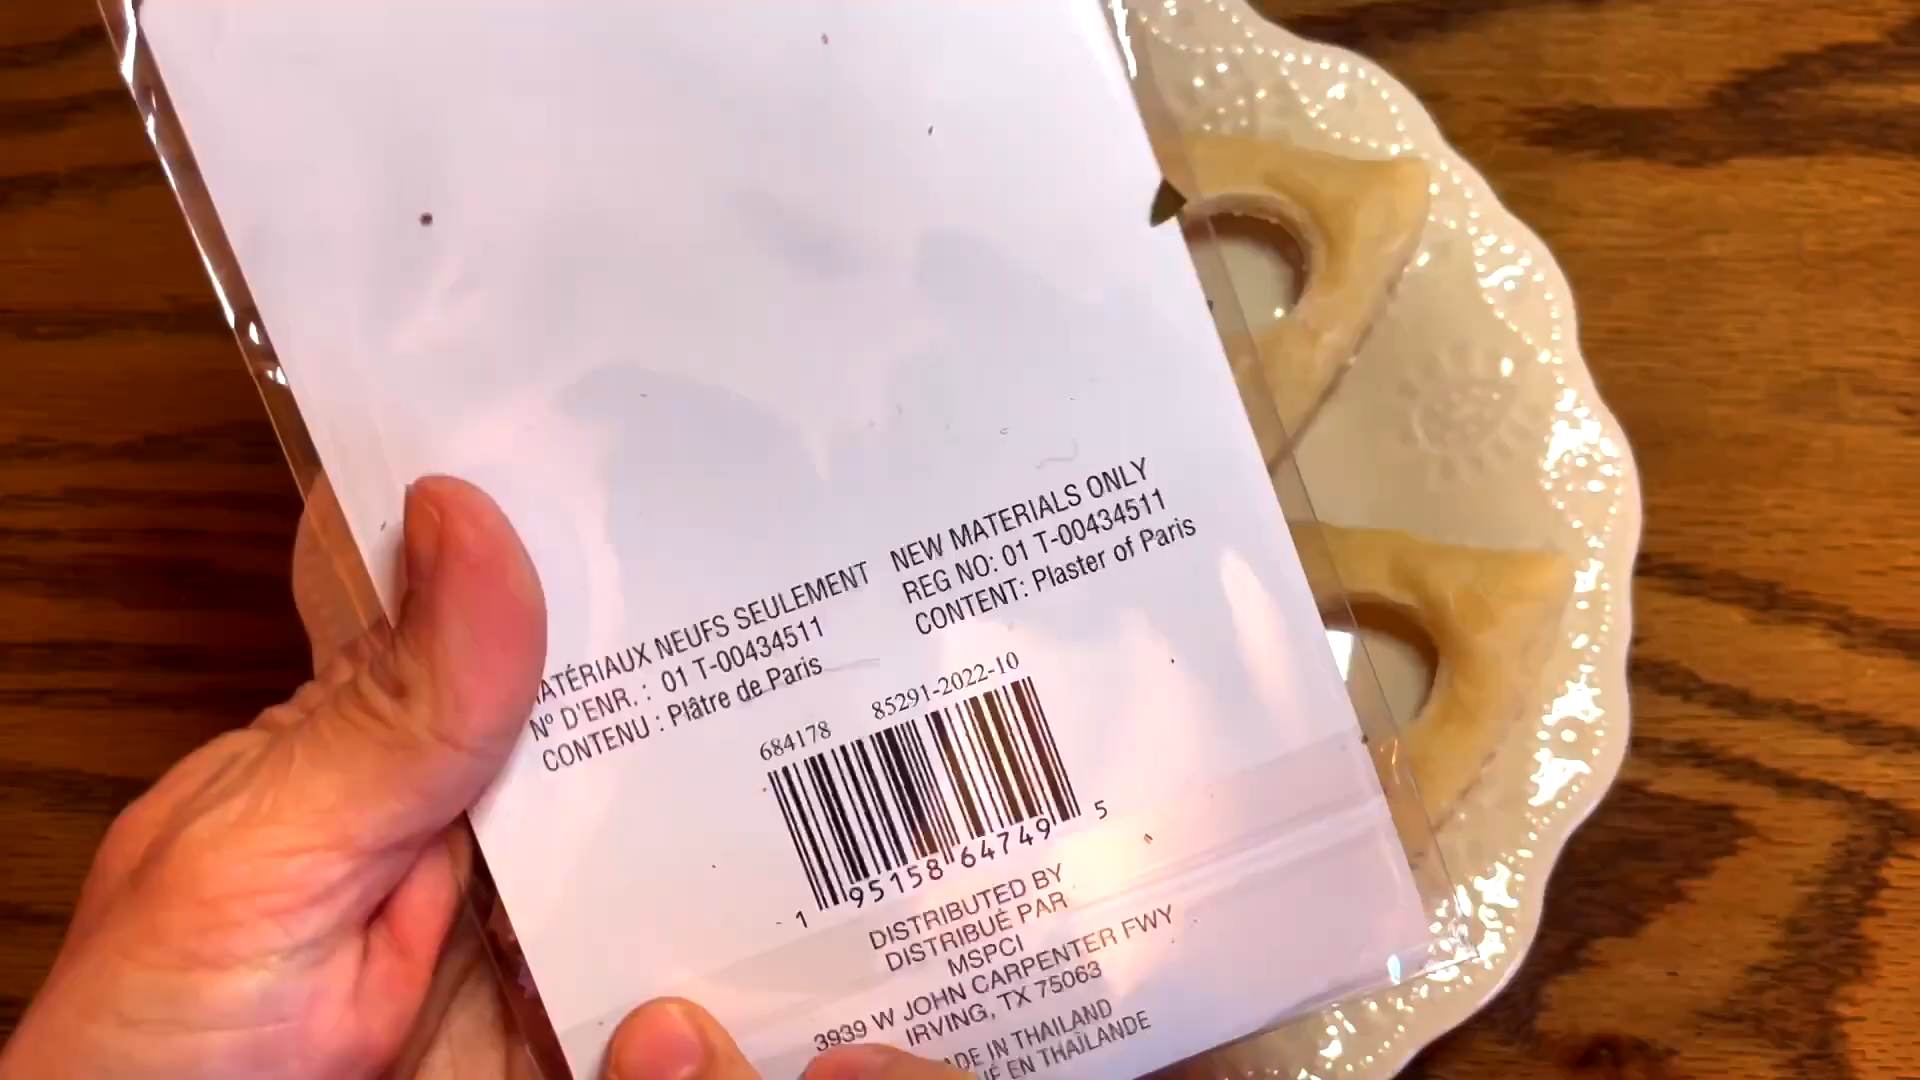 NEW MATERIALS ONLY
REG NO: 01 T-00434511
CONTENT: Plaster of Paris
ATÉRIAUX NEUFS SEULEMENT
Nº D'ENR. : 01 T-00434511
CONTENU : Plâtre de Paris
684178 85291-2022-10
1 95158 64749 5
DISTRIBUTED BY
DISTRIBUÉ PAR
MSPCI
3939 W JOHN CARPENTER FWY
IRVING, TX 75063
DE IN THAILAND
EN THAÏLANDE